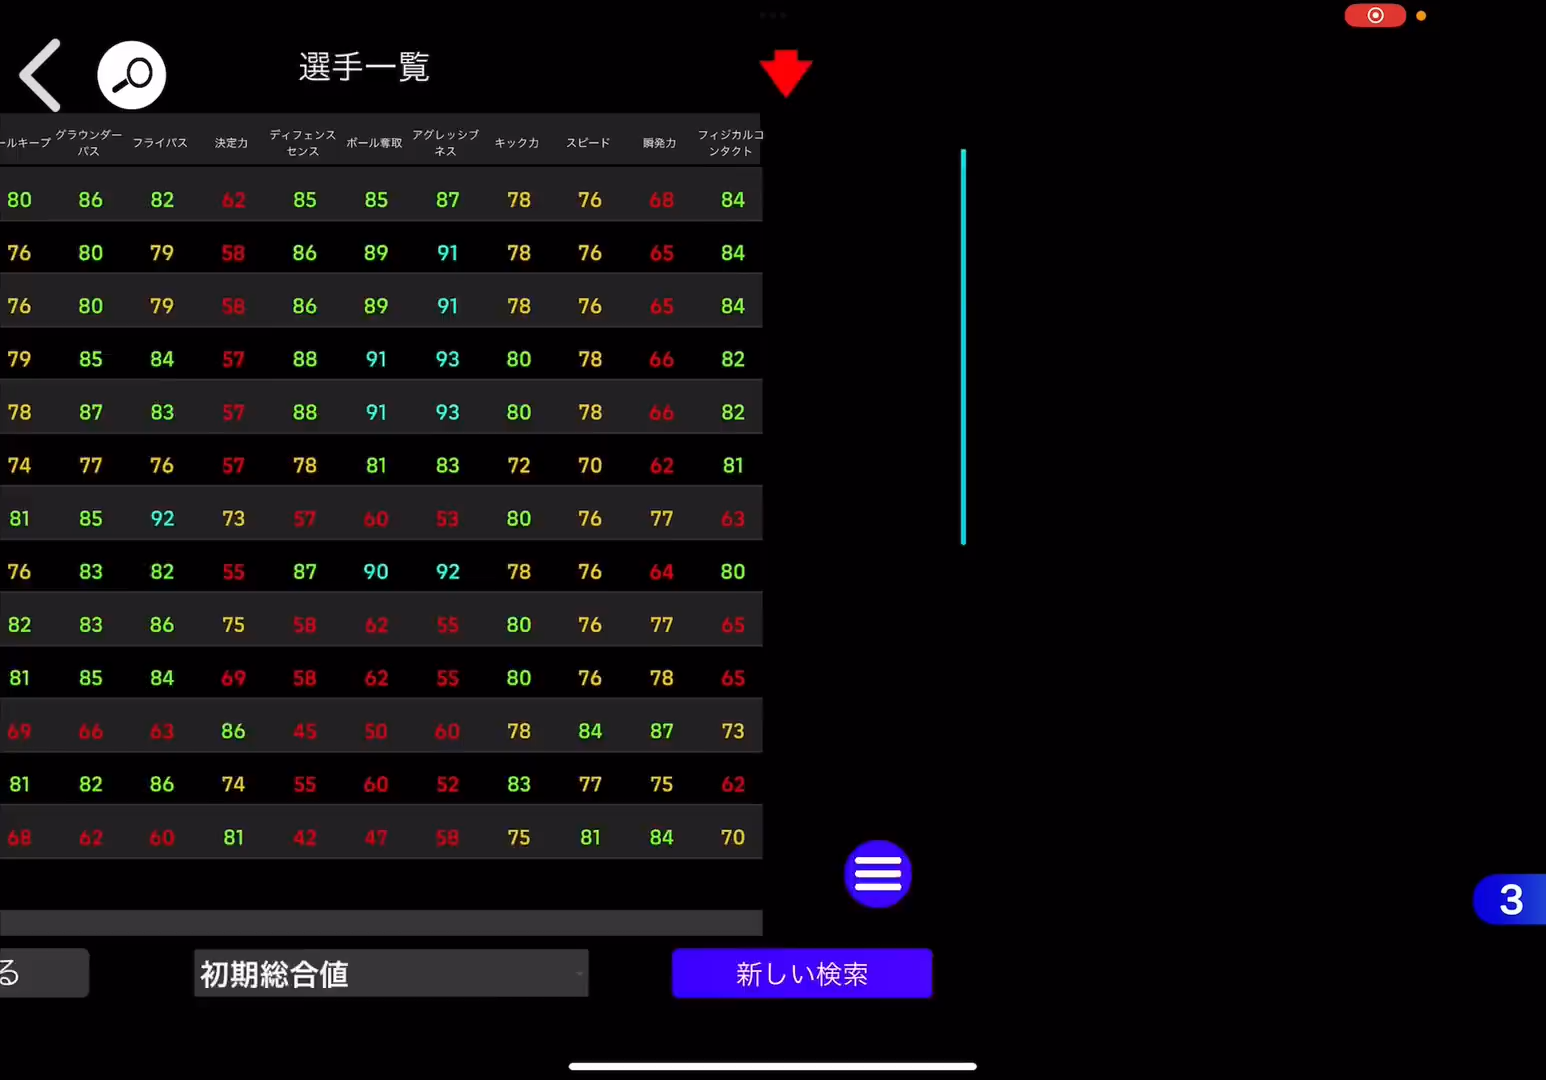 選手一覧
ールキープ グラウンダーパス フライパス 決定力 ディフェンスセンス ボール奪取 アグレッシブネス キック力 スピード 瞬発力 フィジカルコンタクト
80 86 82 62 85 85 87 78 76 68 84
76 80 79 58 86 89 91 78 76 65 84
76 80 79 58 86 89 91 78 76 65 84
79 85 84 57 88 91 93 80 78 66 82
78 87 83 57 88 91 93 80 78 66 82
74 77 76 57 78 81 83 72 70 62 81
81 85 92 73 57 60 53 80 76 77 63
76 83 82 55 87 90 92 78 76 64 80
82 83 86 75 58 62 55 80 76 77 65
81 85 84 69 58 62 55 80 76 78 65
69 66 63 86 45 50 60 78 84 87 73
81 82 86 74 55 60 52 83 77 75 62
68 62 60 81 42 47 58 75 81 84 70
3
る 初期総合値 新しい検索